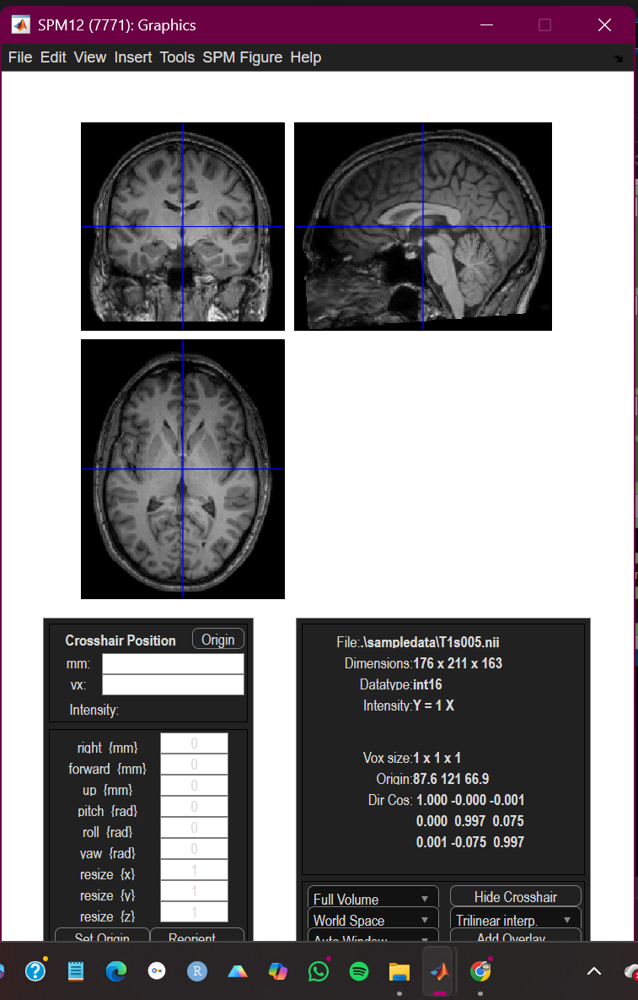 SPM12 (7771): Graphics
File Edit View Insert Tools SPM Figure Help
Crosshair Position Origin
mm:
vx:
Intensity:
right {mm} 0
forward {mm} 0
up {mm} 0
pitch {rad} 0
roll {rad} 0
yaw {rad} 0
resize {x} 1
resize {y} 1
resize {z} 1
Set Origin Reorient
File:.\sampledata\T1s005.nii
Dimensions:176 x 211 x 163
Datatype:int16
Intensity:Y = 1 X
Vox size:1 x 1 x 1
Origin:87.6 121 66.9
Dir Cos: 1.000 -0.000 -0.001
0.000 0.997 0.075
0.001 -0.075 0.997
Full Volume Hide Crosshair
World Space Trilinear interp.
Auto Window Add Overlay
R